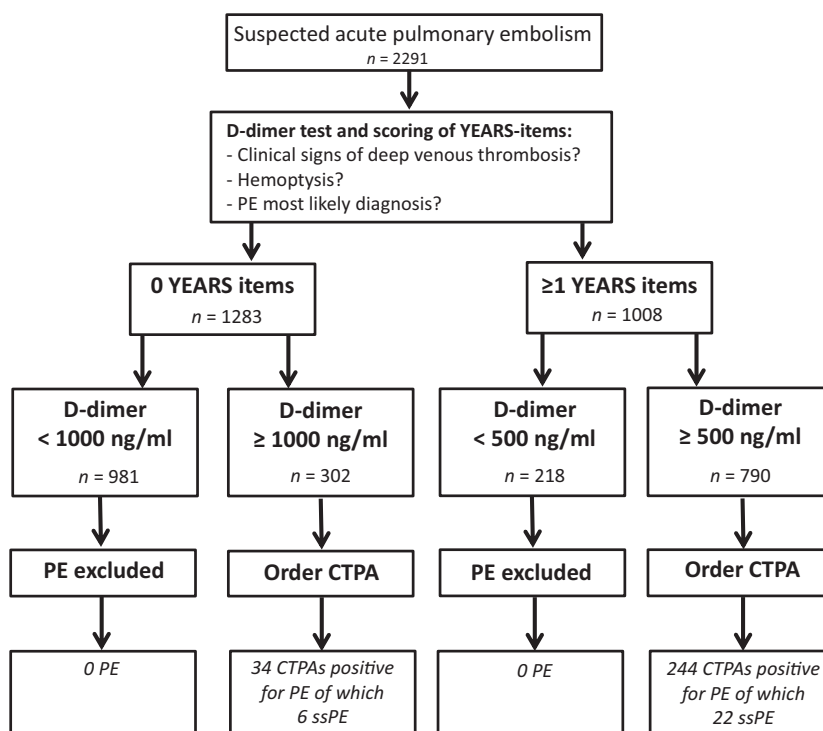 Suspected acute pulmonary embolism
n = 2291
D-dimer test and scoring of YEARS-items:
- Clinical signs of deep venous thrombosis?
- Hemoptysis?
- PE most likely diagnosis?
0 YEARS items
n = 1283
≥1 YEARS items
n = 1008
D-dimer
< 1000 ng/ml
n = 981
D-dimer
≥ 1000 ng/ml
n = 302
D-dimer
< 500 ng/ml
n = 218
D-dimer
≥ 500 ng/ml
n = 790
PE excluded
Order CTPA
PE excluded
Order CTPA
0 PE
34 CTPAs positive
for PE of which
6 ssPE
0 PE
244 CTPAs positive
for PE of which
22 ssPE